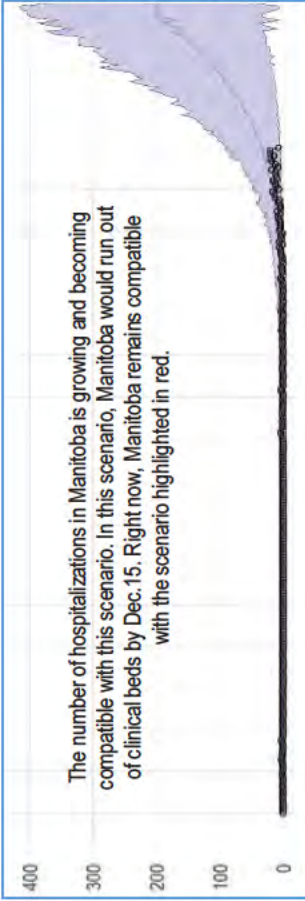 400
300
200
100
0
The number of hospitalizations in Manitoba is growing and becoming
compatible with this scenario. In this scenario, Manitoba would run out
of clinical beds by Dec.15. Right now, Manitoba remains compatible
with the scenario highlighted in red.